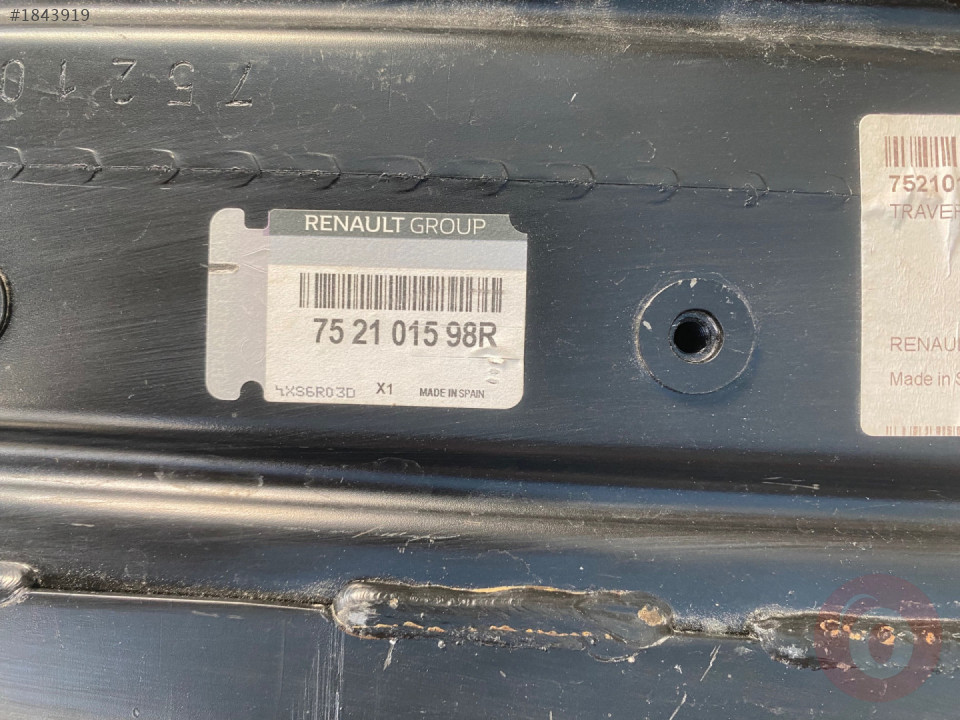 #1843919
75210
RENAULT GROUP
75 21 015 98R
4XS6R03D X1 MADE IN SPAIN
752101
TRAVER
RENAUL
Made in S